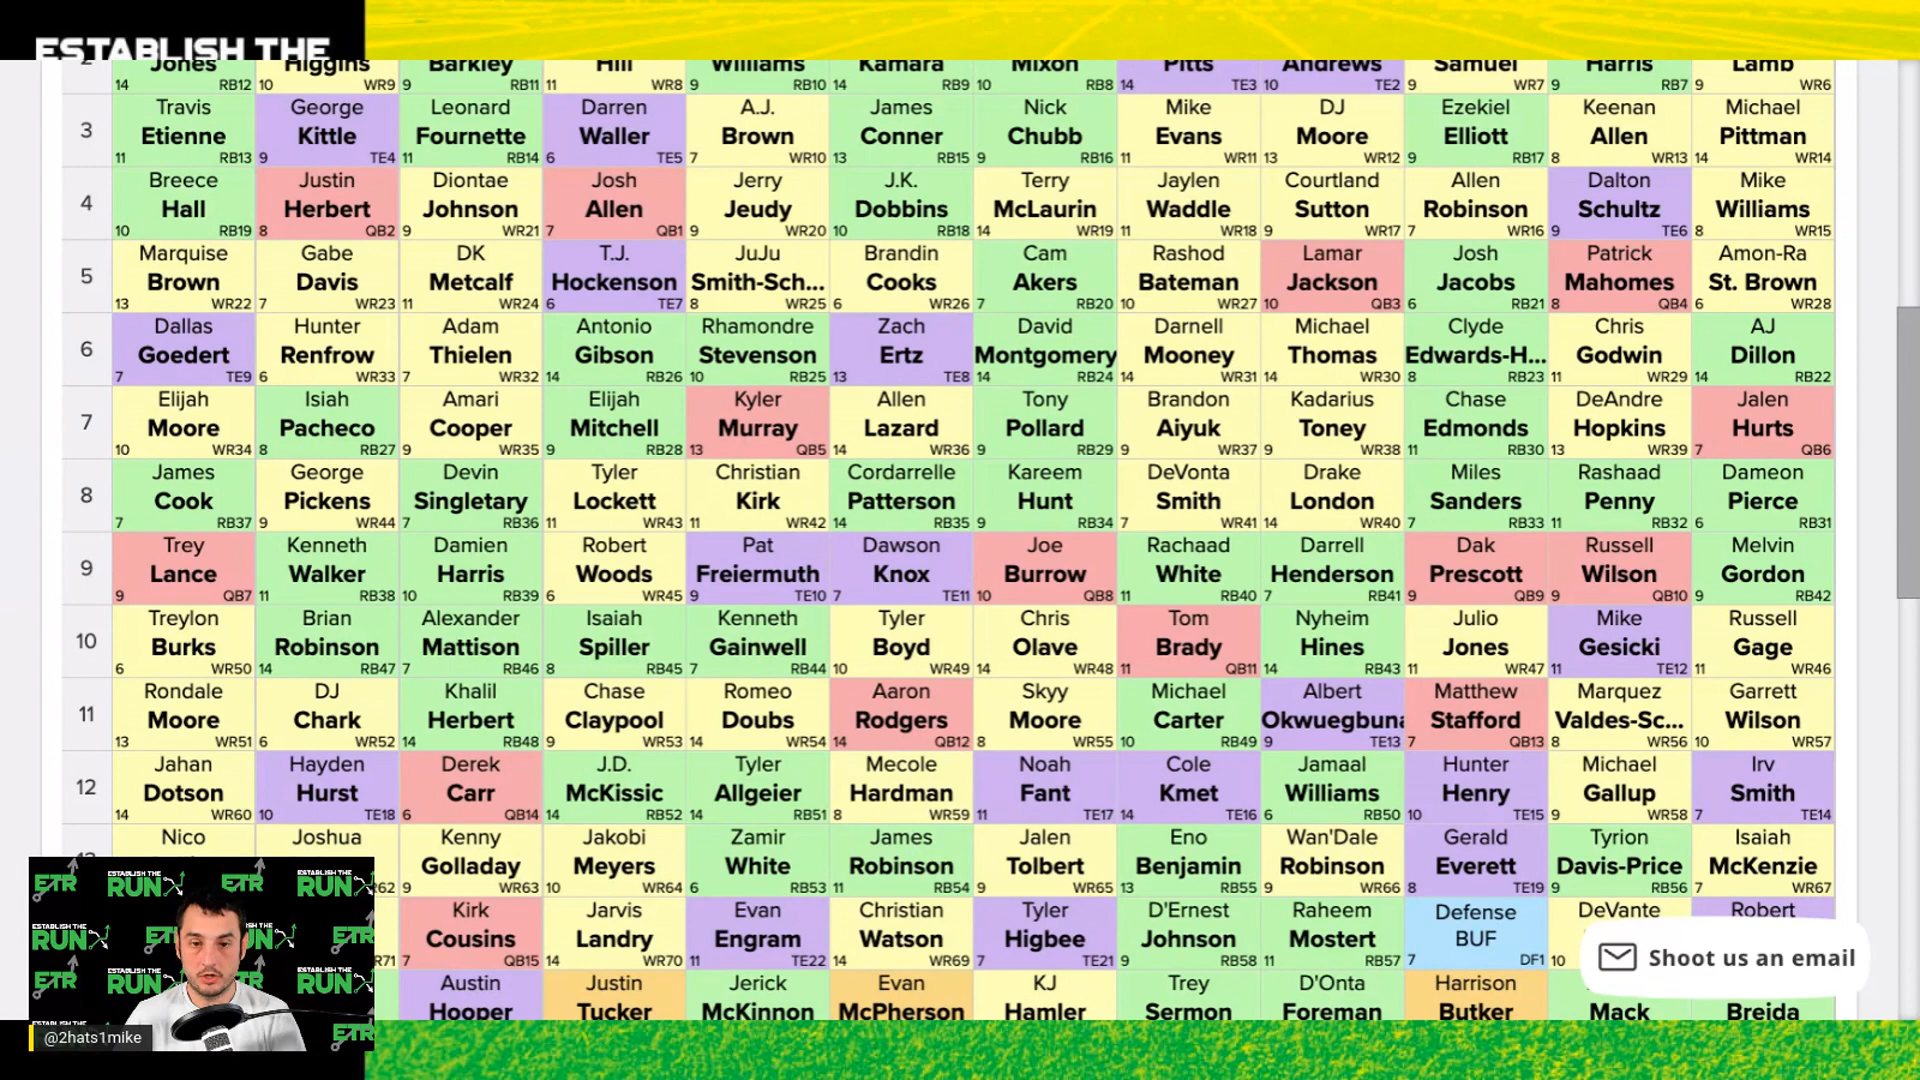 ESTABLISH THE
2 Jones 14 RB12 Higgins 10 WR9 Barkley 9 RB11 Hill 11 WR8 Williams 9 RB10 Kamara 14 RB9 Mixon 10 RB8 Pitts 14 TE3 Andrews 10 TE2 Samuel 9 WR7 Harris 9 RB7 Lamb 9 WR6
3 Travis Etienne 11 RB13 George Kittle 9 TE4 Leonard Fournette 11 RB14 Darren Waller 6 TE5 A.J. Brown 7 WR10 James Conner 13 RB15 Nick Chubb 9 RB16 Mike Evans 11 WR11 DJ Moore 13 WR12 Ezekiel Elliott 9 RB17 Keenan Allen 8 WR13 Michael Pittman 14 WR14
4 Breece Hall 10 RB19 Justin Herbert 8 QB2 Diontae Johnson 9 WR21 Josh Allen 7 QB1 Jerry Jeudy 9 WR20 J.K. Dobbins 10 RB18 Terry McLaurin 14 WR19 Jaylen Waddle 11 WR18 Courtland Sutton 9 WR17 Allen Robinson 7 WR16 Dalton Schultz 9 TE6 Mike Williams 8 WR15
5 Marquise Brown 13 WR22 Gabe Davis 7 WR23 DK Metcalf 11 WR24 T.J. Hockenson 6 TE7 JuJu Smith-Sch... 8 WR25 Brandin Cooks 6 WR26 Cam Akers 7 RB20 Rashod Bateman 10 WR27 Lamar Jackson 10 QB3 Josh Jacobs 6 RB21 Patrick Mahomes 8 QB4 Amon-Ra St. Brown 6 WR28
6 Dallas Goedert 7 TE9 Hunter Renfrow 6 WR33 Adam Thielen 7 WR32 Antonio Gibson 14 RB26 Rhamondre Stevenson 10 RB25 Zach Ertz 13 TE8 David Montgomery 14 RB24 Darnell Mooney 14 WR31 Michael Thomas 14 WR30 Clyde Edwards-H... 8 RB23 Chris Godwin 11 WR29 AJ Dillon 14 RB22
7 Elijah Moore 10 WR34 Isiah Pacheco 8 RB27 Amari Cooper 9 WR35 Elijah Mitchell 9 RB28 Kyler Murray 13 QB5 Allen Lazard 14 WR36 Tony Pollard 9 RB29 Brandon Aiyuk 9 WR37 Kadarius Toney 9 WR38 Chase Edmonds 11 RB30 DeAndre Hopkins 13 WR39 Jalen Hurts 7 QB6
8 James Cook 7 RB37 George Pickens 9 WR44 Devin Singletary 7 RB36 Tyler Lockett 11 WR43 Christian Kirk 11 WR42 Cordarrelle Patterson 14 RB35 Kareem Hunt 9 RB34 DeVonta Smith 7 WR41 Drake London 14 WR40 Miles Sanders 7 RB33 Rashaad Penny 11 RB32 Dameon Pierce 6 RB31
9 Trey Lance 9 QB7 Kenneth Walker 11 RB38 Damien Harris 10 RB39 Robert Woods 6 WR45 Pat Freiermuth 9 TE10 Dawson Knox 7 TE11 Joe Burrow 10 QB8 Rachaad White 11 RB40 Darrell Henderson 7 RB41 Dak Prescott 9 QB9 Russell Wilson 9 QB10 Melvin Gordon 9 RB42
10 Treylon Burks 6 WR50 Brian Robinson 14 RB47 Alexander Mattison 7 RB46 Isaiah Spiller 8 RB45 Kenneth Gainwell 7 RB44 Tyler Boyd 10 WR49 Chris Olave 14 WR48 Tom Brady 11 QB11 Nyheim Hines 14 RB43 Julio Jones 11 WR47 Mike Gesicki 11 TE12 Russell Gage 11 WR46
11 Rondale Moore 13 WR51 DJ Chark 6 WR52 Khalil Herbert 14 RB48 Chase Claypool 9 WR53 Romeo Doubs 14 WR54 Aaron Rodgers 14 QB12 Skyy Moore 8 WR55 Michael Carter 10 RB49 Albert Okwuegbuna 9 TE13 Matthew Stafford 7 QB13 Marquez Valdes-Sc... 8 WR56 Garrett Wilson 10 WR57
12 Jahan Dotson 14 WR60 Hayden Hurst 10 TE18 Derek Carr 6 QB14 J.D. McKissic 14 RB52 Tyler Allgeier 14 RB51 Mecole Hardman 8 WR59 Noah Fant 11 TE17 Cole Kmet 14 TE16 Jamaal Williams 6 RB50 Hunter Henry 10 TE15 Michael Gallup 9 WR58 Irv Smith 7 TE14
Nico Joshua 62 Kenny Golladay 9 WR63 Jakobi Meyers 10 WR64 Zamir White 6 RB53 James Robinson 11 RB54 Jalen Tolbert 9 WR65 Eno Benjamin 13 RB55 Wan'Dale Robinson 9 WR66 Gerald Everett 8 TE19 Tyrion Davis-Price 9 RB56 Isaiah McKenzie 7 WR67
R71 Kirk Cousins 7 QB15 Jarvis Landry 14 WR70 Evan Engram 11 TE22 Christian Watson 14 WR69 Tyler Higbee 7 TE21 D'Ernest Johnson 9 RB58 Raheem Mostert 11 RB57 Defense BUF 7 DF1 DeVante 10 Robert
Austin Hooper Justin Tucker Jerick McKinnon Evan McPherson KJ Hamler Trey Sermon D'Onta Foreman Harrison Butker Mack Breida
Shoot us an email
ETR ESTABLISH THE RUN ETR ESTABLISH THE RUN
ESTABLISH THE RUN ETR ETR
ETR ESTABLISH THE RUN RUN
ETR
@2hats1mike